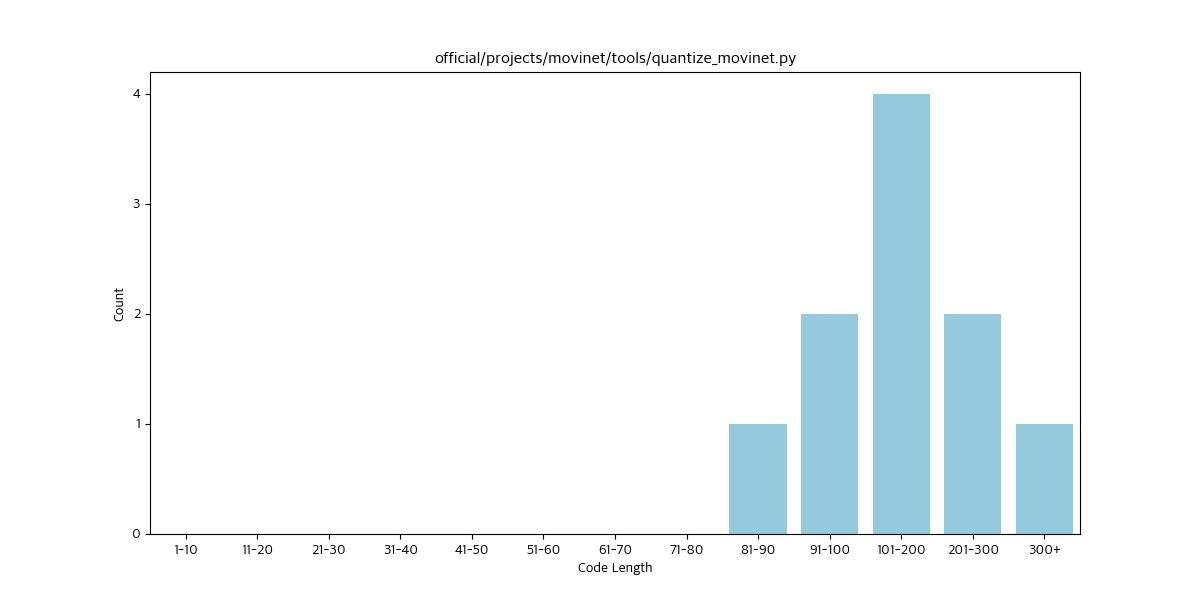 official/projects/movinet/tools/quantize_movinet.py
4
3
2
1
0
Count
1-10 11-20 21-30 31-40 41-50 51-60 61-70 71-80 81-90 91-100 101-200 201-300 300+
Code Length